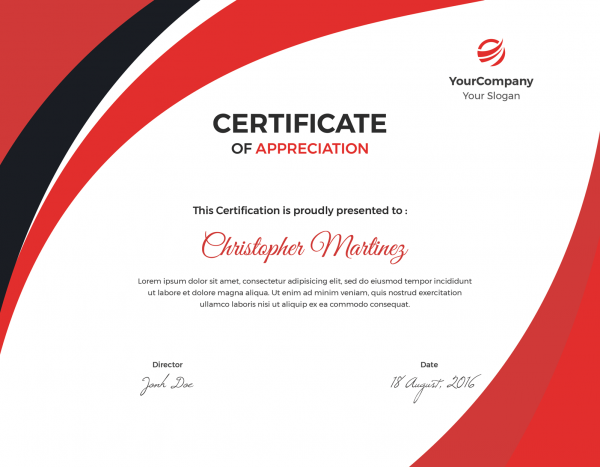 YourCompany
Your Slogan
CERTIFICATE
OF APPRECIATION
This Certification is proudly presented to :
Christopher Martinez
Lorem ipsum dolor sit amet, consectetur adipisicing elit, sed do eiusmod tempor incididunt
ut labore et dolore magna aliqua. Ut enim ad minim veniam, quis nostrud exercitation
ullamco laboris nisi ut aliquip ex ea commodo consequat.
Director
Jonh Doe
Date
18 August, 2016